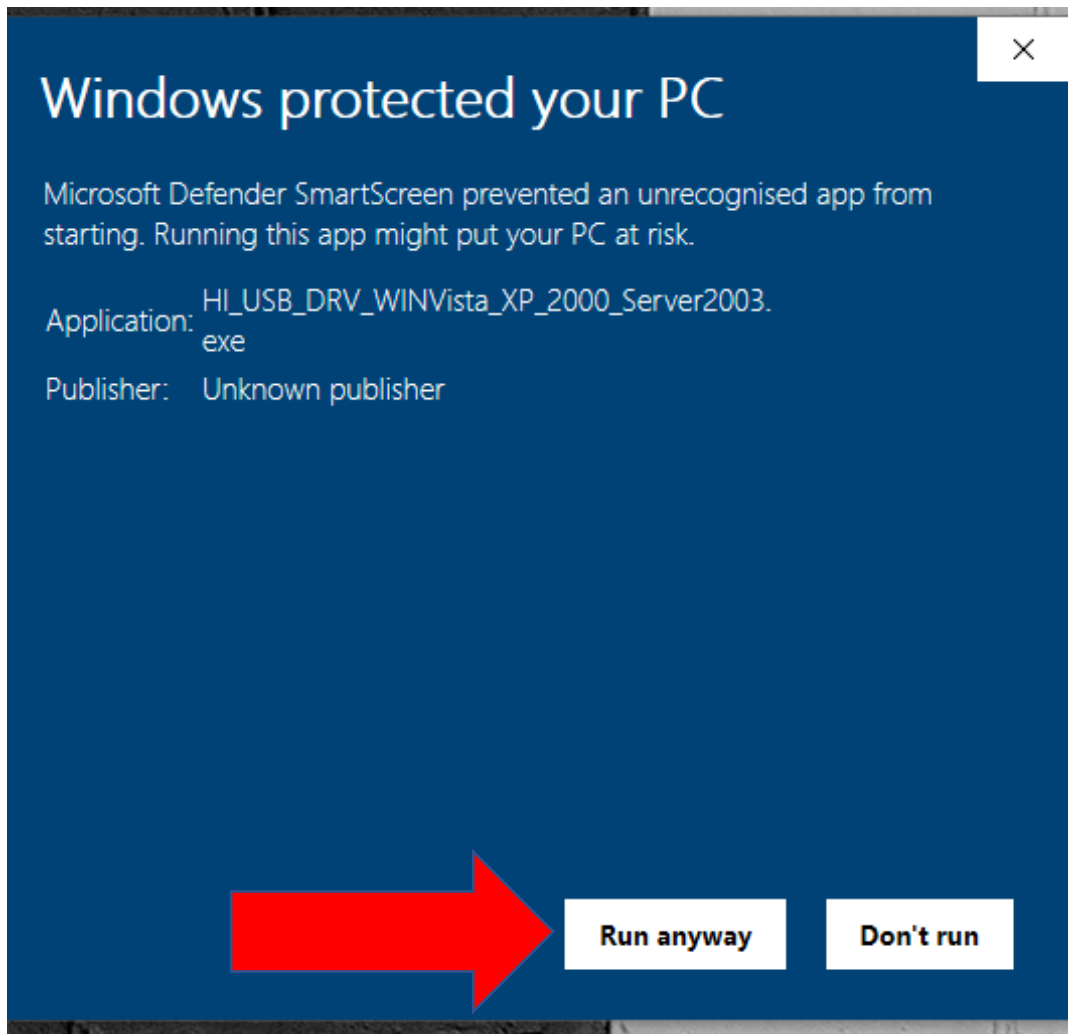 Windows protected your PC
Microsoft Defender SmartScreen prevented an unrecognised app from
starting. Running this app might put your PC at risk.
Application: HI_USB_DRV_WINVista_XP_2000_Server2003.
exe
Publisher: Unknown publisher
Run anyway Don't run